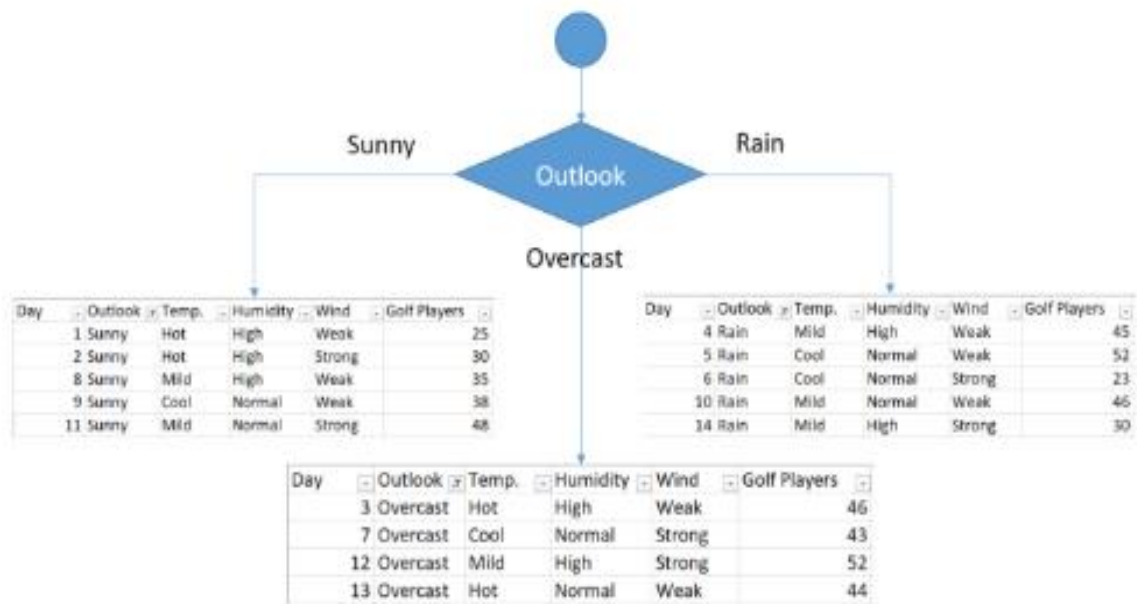 Sunny
Rain
Outlook
Overcast
Day Outlook Temp. Humidity Wind Golf Players
1 Sunny Hot High Weak 25
2 Sunny Hot High Strong 30
8 Sunny Mild High Weak 35
9 Sunny Cool Normal Weak 38
11 Sunny Mild Normal Strong 48
Day Outlook Temp. Humidity Wind Golf Players
4 Rain Mild High Weak 45
5 Rain Cool Normal Weak 52
6 Rain Cool Normal Strong 23
10 Rain Mild Normal Weak 46
14 Rain Mild High Strong 30
Day Outlook Temp. Humidity Wind Golf Players
3 Overcast Hot High Weak 46
7 Overcast Cool Normal Strong 43
12 Overcast Mild High Strong 52
13 Overcast Hot Normal Weak 44